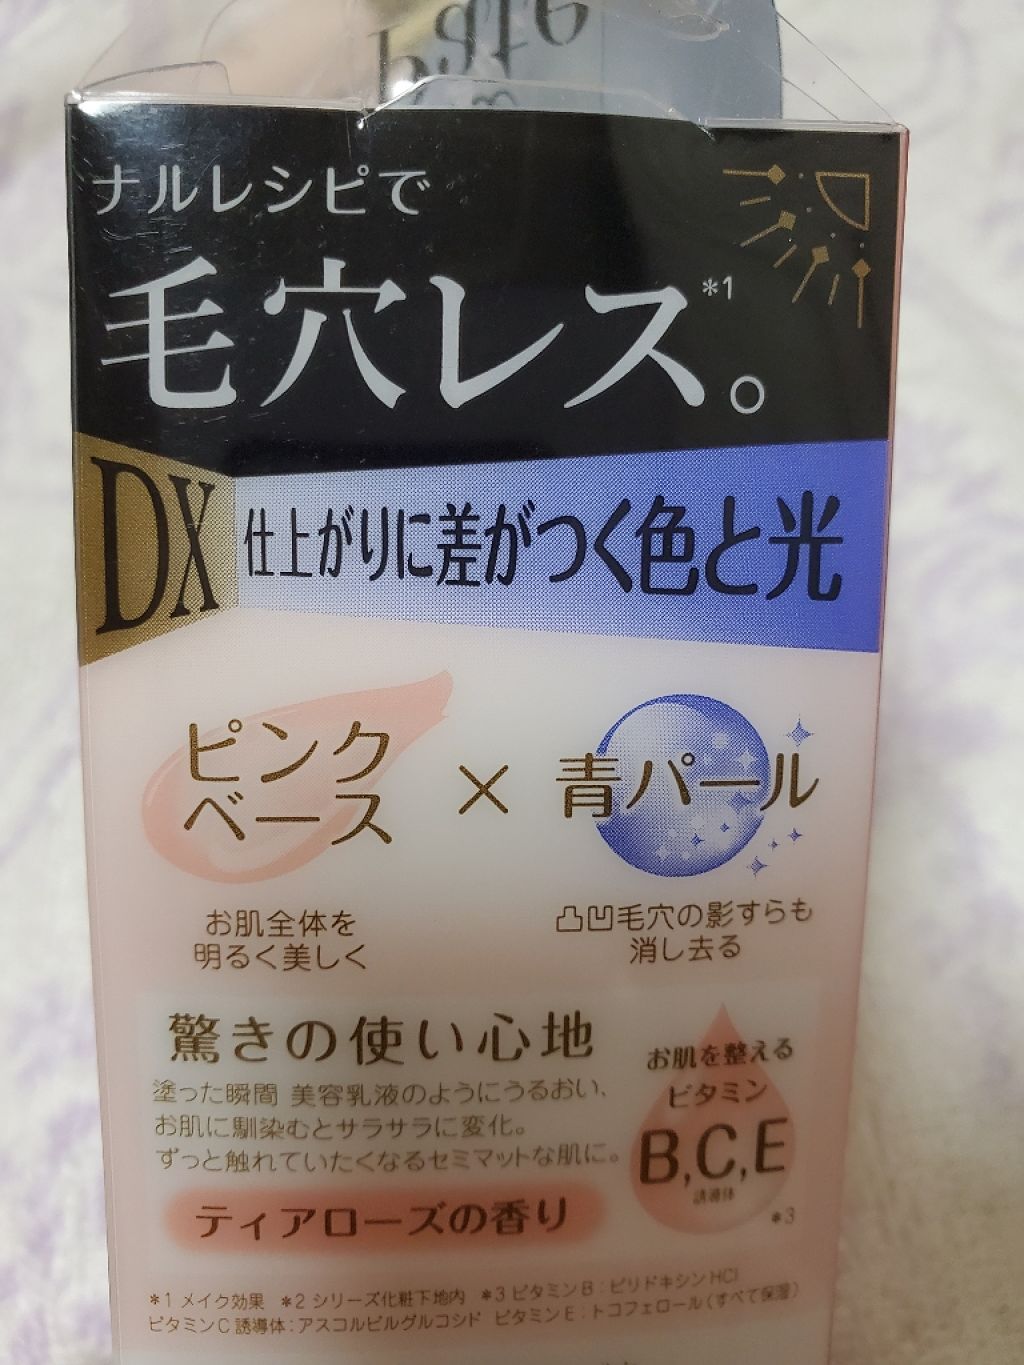 ナルレシピで
毛穴レス*1。
DX
仕上がりに差がつく色と光
ピンク
ベース
×
青パール
お肌全体を
明るく美しく
凸凹毛穴の影すらも
消し去る
驚きの使い心地
塗った瞬間 美容乳液のようにうるおい、
お肌に馴染むとサラサラに変化。
ずっと触れていたくなるセミマットな肌に。
ティアローズの香り
お肌を整える
ビタミン
B,C,E
誘導体
*3
*1 メイク効果 *2 シリーズ化粧下地内 *3 ビタミンB:ピリドキシンHCl
ビタミンC誘導体:アスコルビルグルコシド ビタミンE:トコフェロール(すべて保湿)